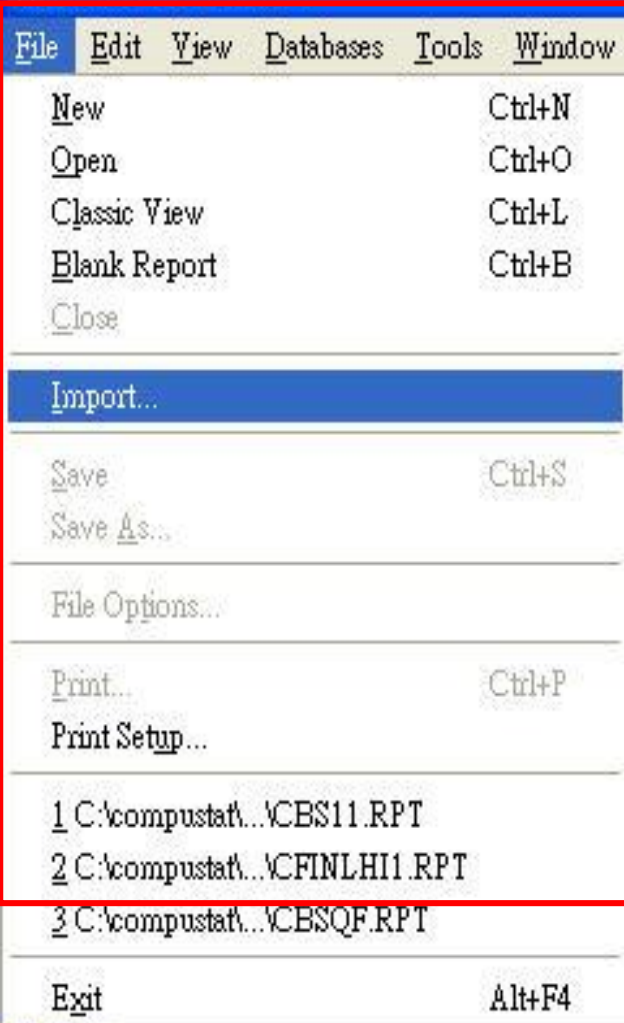 File Edit View Databases Tools Window
New Ctrl+N
Open Ctrl+O
Classic View Ctrl+L
Blank Report Ctrl+B
Close
Import...
Save Ctrl+S
Save As...
File Options...
Print... Ctrl+P
Print Setup...
1 C:\compustat\...\CBS11.RPT
2 C:\compustat\...\CFINLHI1.RPT
3 C:\compustat\...\CBSQF.RPT
Exit Alt+F4